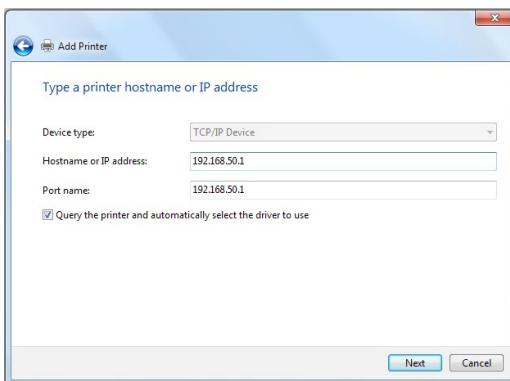 Add Printer
Type a printer hostname or IP address
Device type: TCP/IP Device
Hostname or IP address: 192.168.50.1
Port name: 192.168.50.1
Query the printer and automatically select the driver to use
Next Cancel